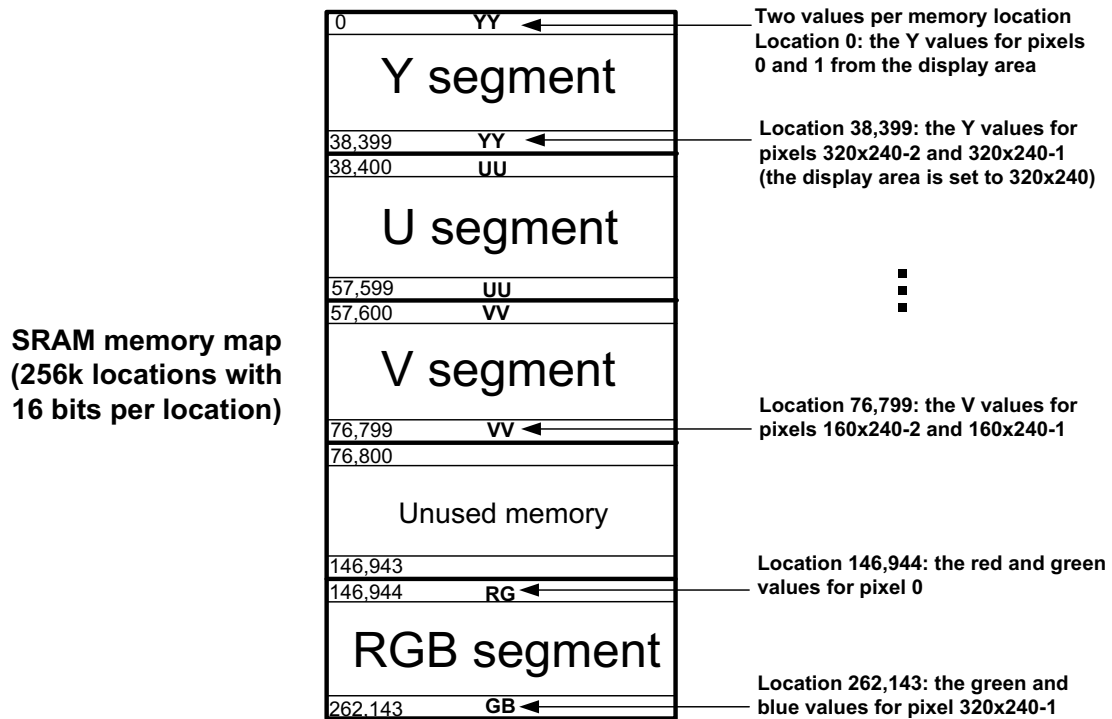 SRAM memory map
(256k locations with
16 bits per location)
0 YY
Y segment
38,399 YY
38,400 UU
U segment
57,599 UU
57,600 VV
V segment
76,799 VV
76,800
Unused memory
146,943
146,944 RG
RGB segment
262,143 GB
Two values per memory location
Location 0: the Y values for pixels
0 and 1 from the display area
Location 38,399: the Y values for
pixels 320x240-2 and 320x240-1
(the display area is set to 320x240)
Location 76,799: the V values for
pixels 160x240-2 and 160x240-1
Location 146,944: the red and green
values for pixel 0
Location 262,143: the green and
blue values for pixel 320x240-1